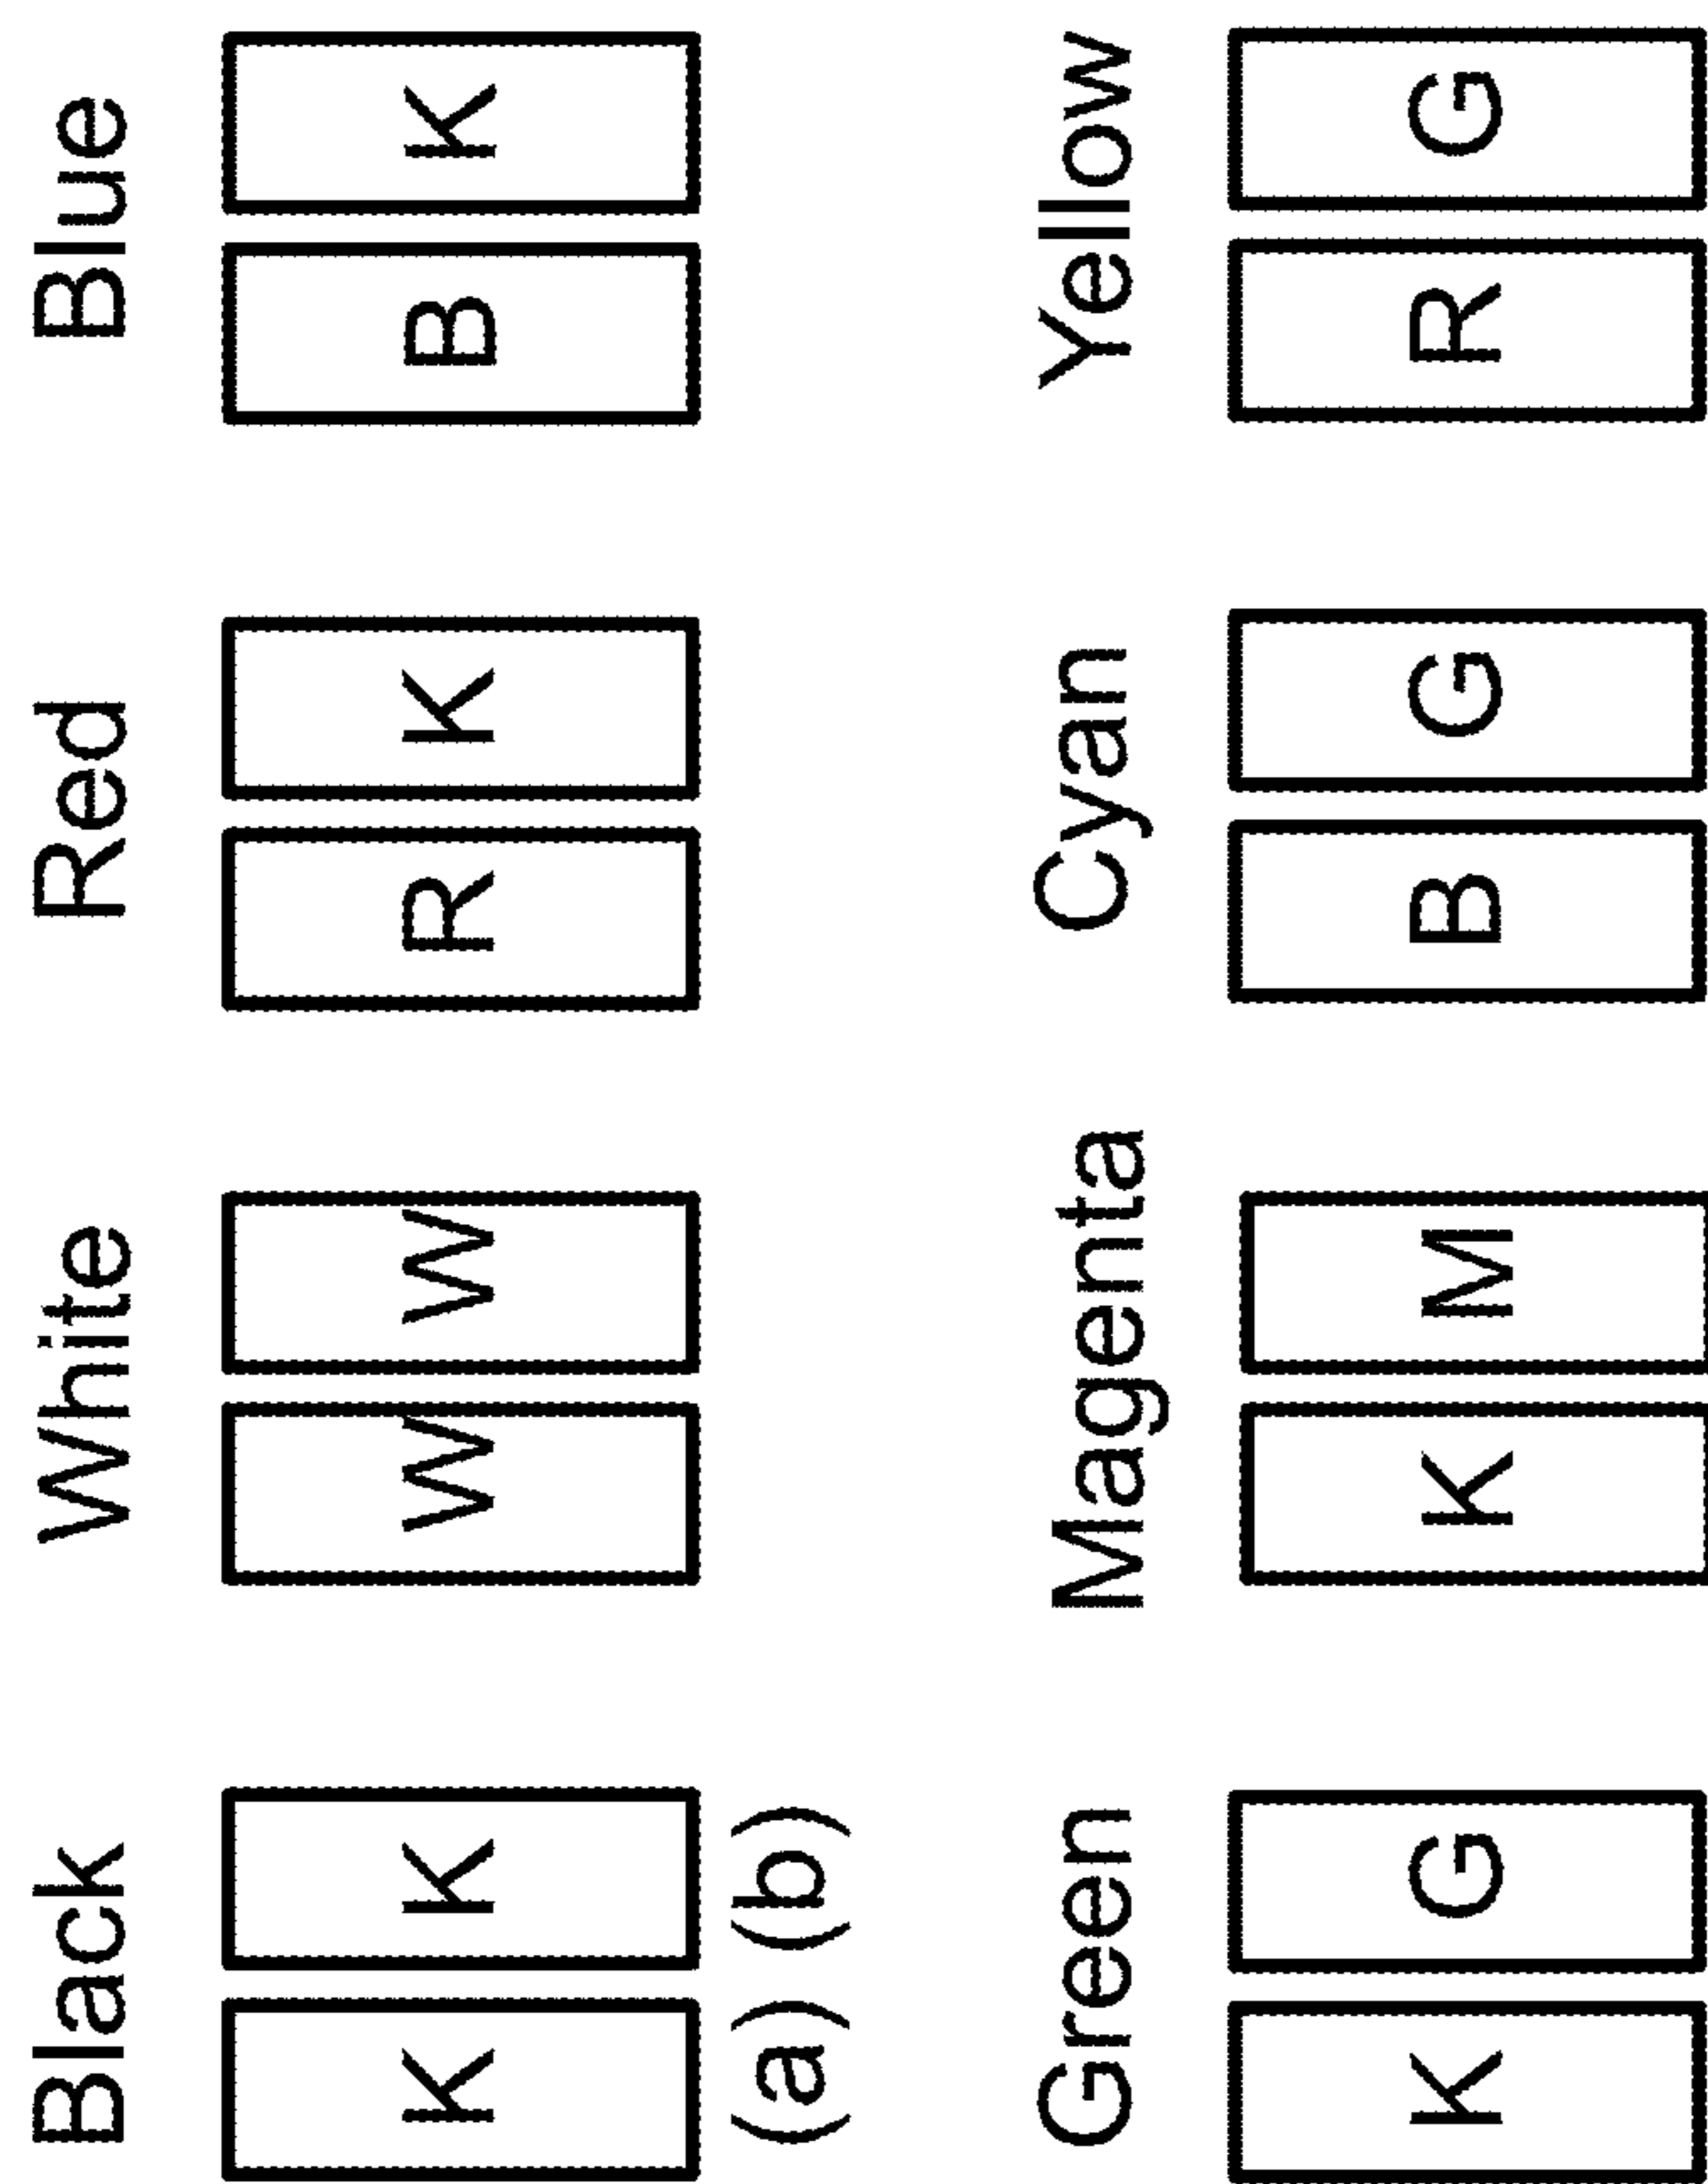 Black White Red Blue
K K W W R K B K
(a) (b)
Green Magenta Cyan Yellow
K G K M B G R G